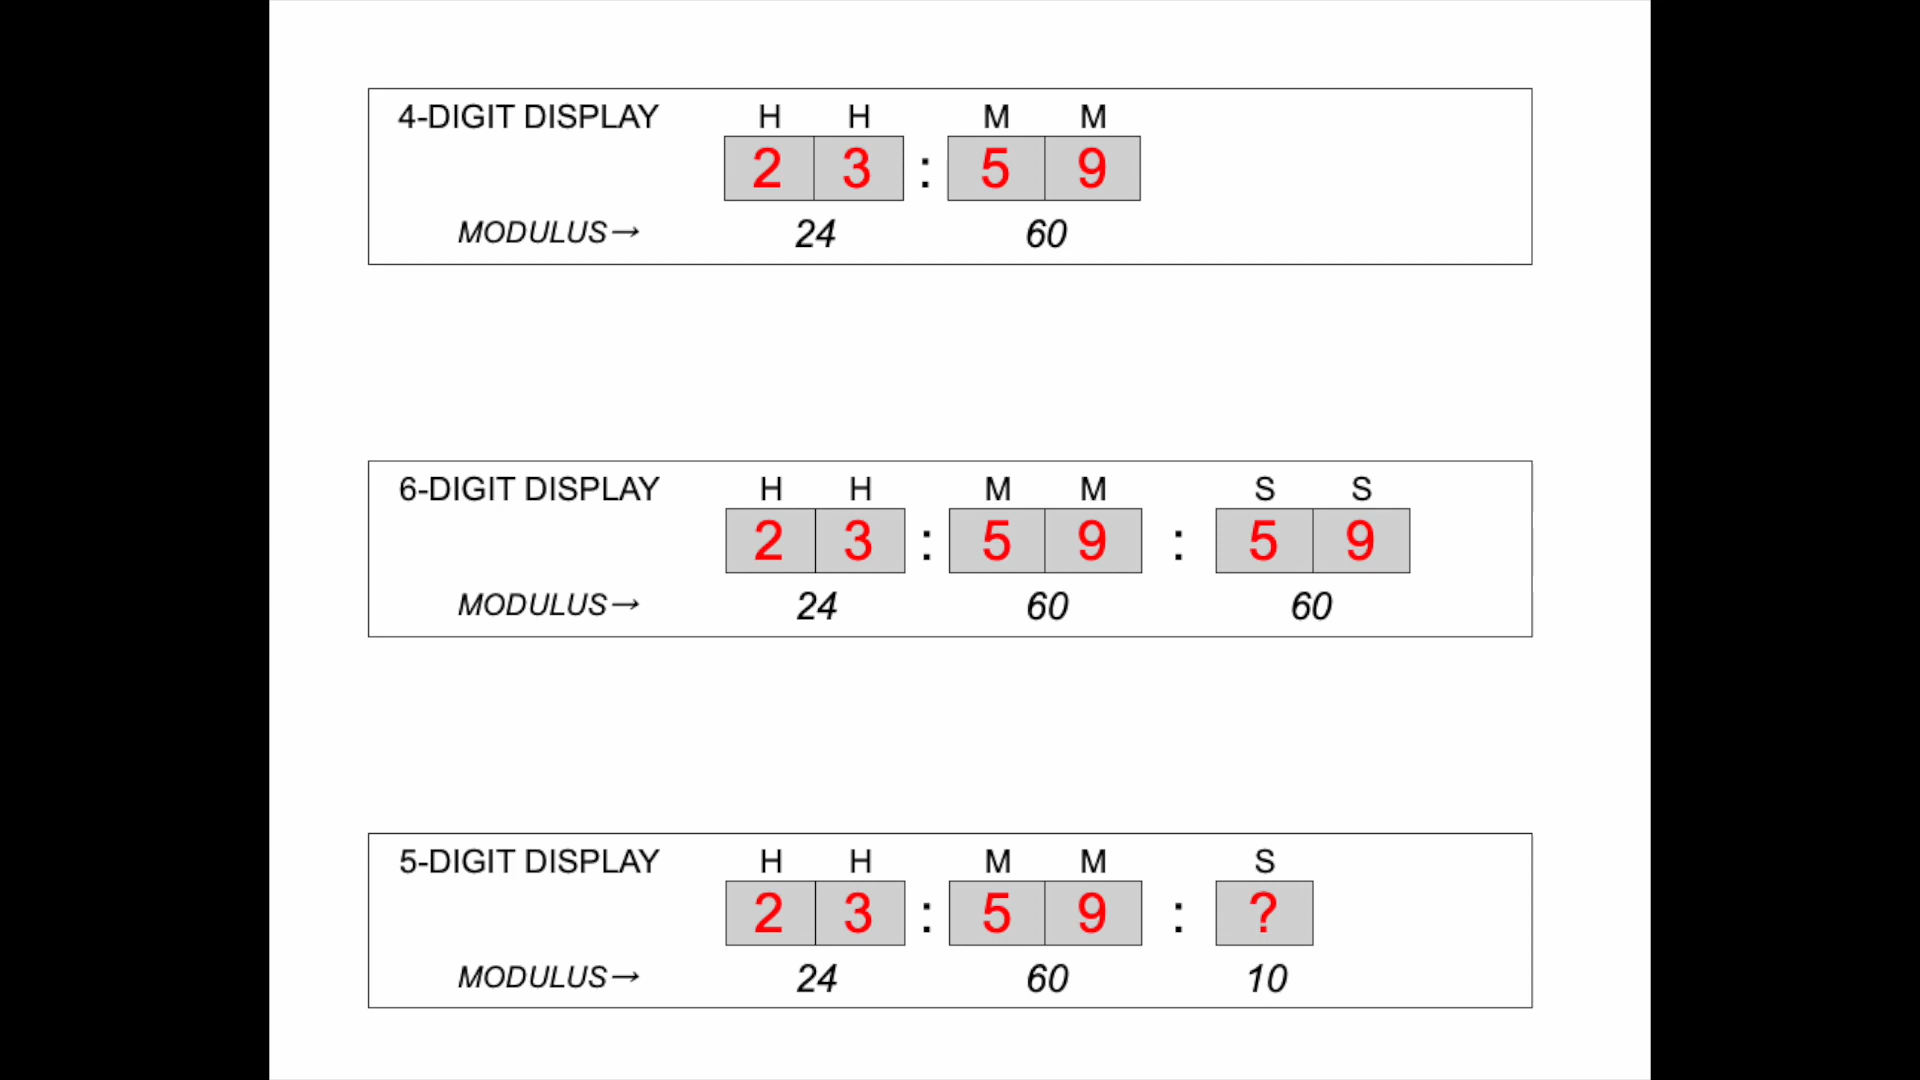 4-DIGIT DISPLAY H H M M
2 3 : 5 9
MODULUS→ 24 60
6-DIGIT DISPLAY H H M M S S
2 3 : 5 9 : 5 9
MODULUS→ 24 60 60
5-DIGIT DISPLAY H H M M S
2 3 : 5 9 : ?
MODULUS→ 24 60 10